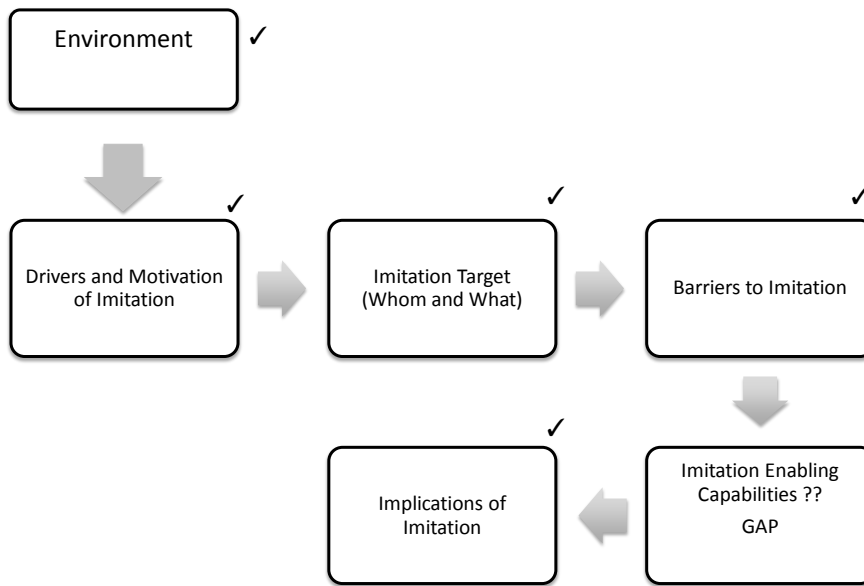 Environment
✓
✓
Drivers and Motivation
of Imitation
✓
Imitation Target
(Whom and What)
✓
Barriers to Imitation
Imitation Enabling
Capabilities ??
GAP
✓
Implications of
Imitation